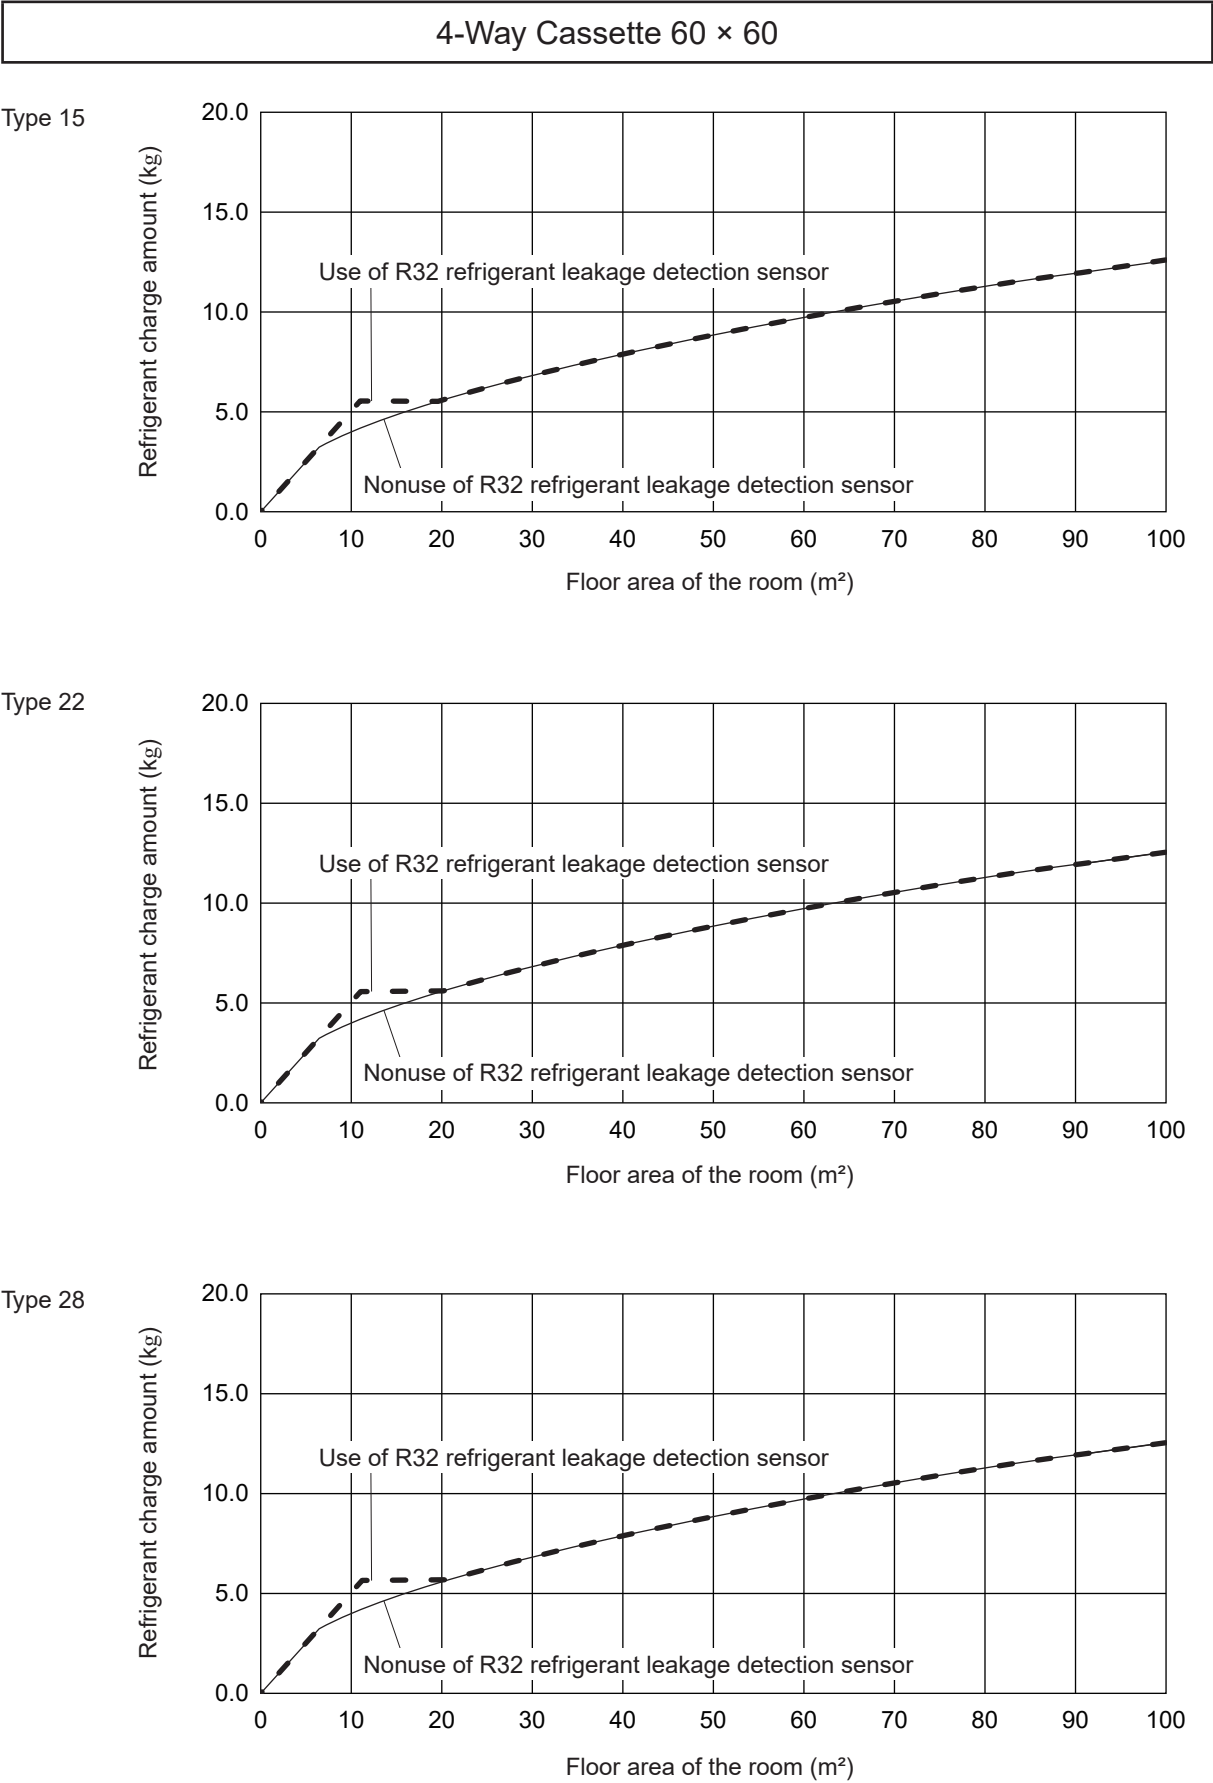 4-Way Cassette 60 × 60
Type 15
Refrigerant charge amount (kg)
20.0
15.0
10.0
5.0
0.0
Use of R32 refrigerant leakage detection sensor
Nonuse of R32 refrigerant leakage detection sensor
0 10 20 30 40 50 60 70 80 90 100
Floor area of the room (m²)
Type 22
Refrigerant charge amount (kg)
20.0
15.0
10.0
5.0
0.0
Use of R32 refrigerant leakage detection sensor
Nonuse of R32 refrigerant leakage detection sensor
0 10 20 30 40 50 60 70 80 90 100
Floor area of the room (m²)
Type 28
Refrigerant charge amount (kg)
20.0
15.0
10.0
5.0
0.0
Use of R32 refrigerant leakage detection sensor
Nonuse of R32 refrigerant leakage detection sensor
0 10 20 30 40 50 60 70 80 90 100
Floor area of the room (m²)